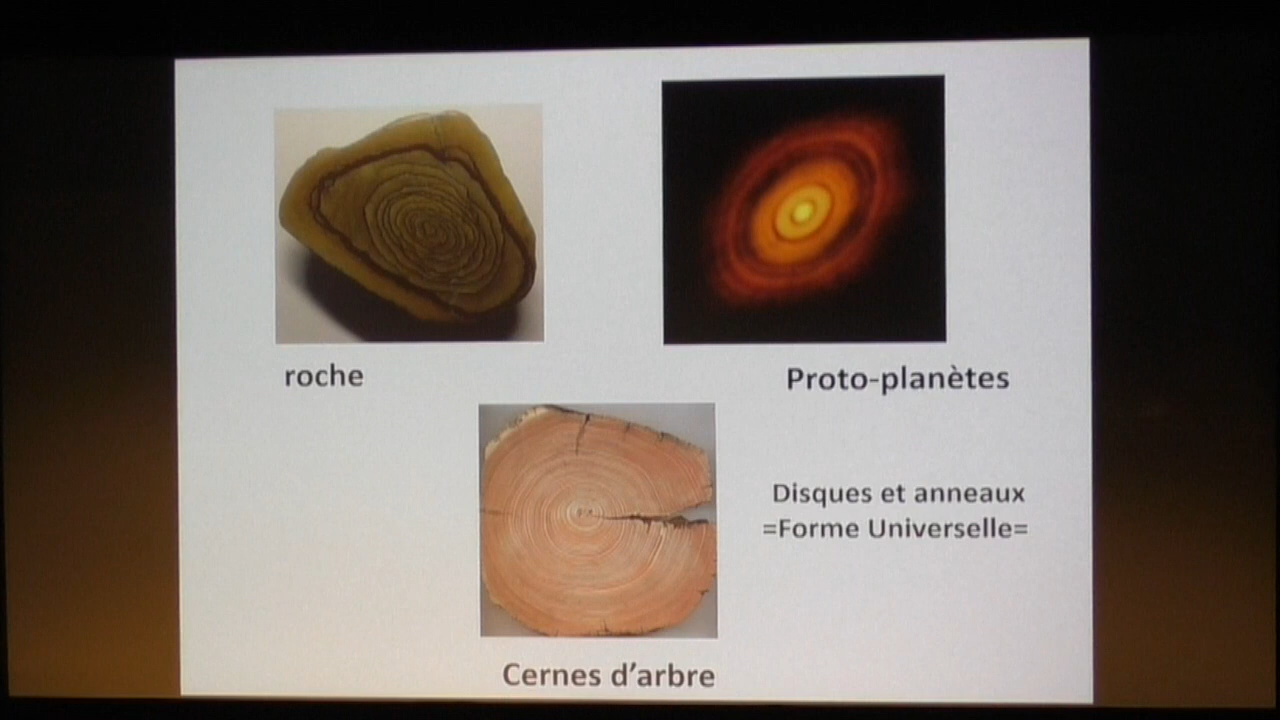 roche
Proto-planètes
Disques et anneaux
=Forme Universelle=
Cernes d'arbre